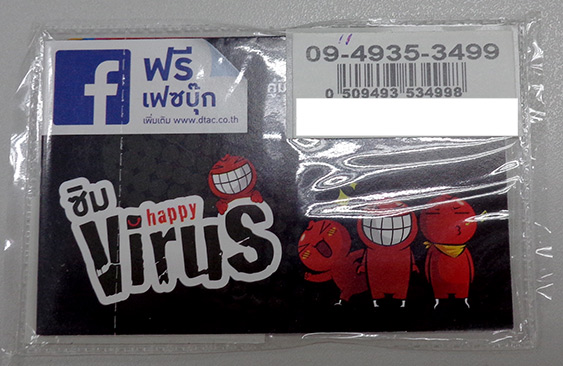 f
ฟรี
เฟซบุ๊ก
เพิ่มเติม www.dtac.co.th
09-4935-3499
0 509493 534998
ซิม
happy
Virus